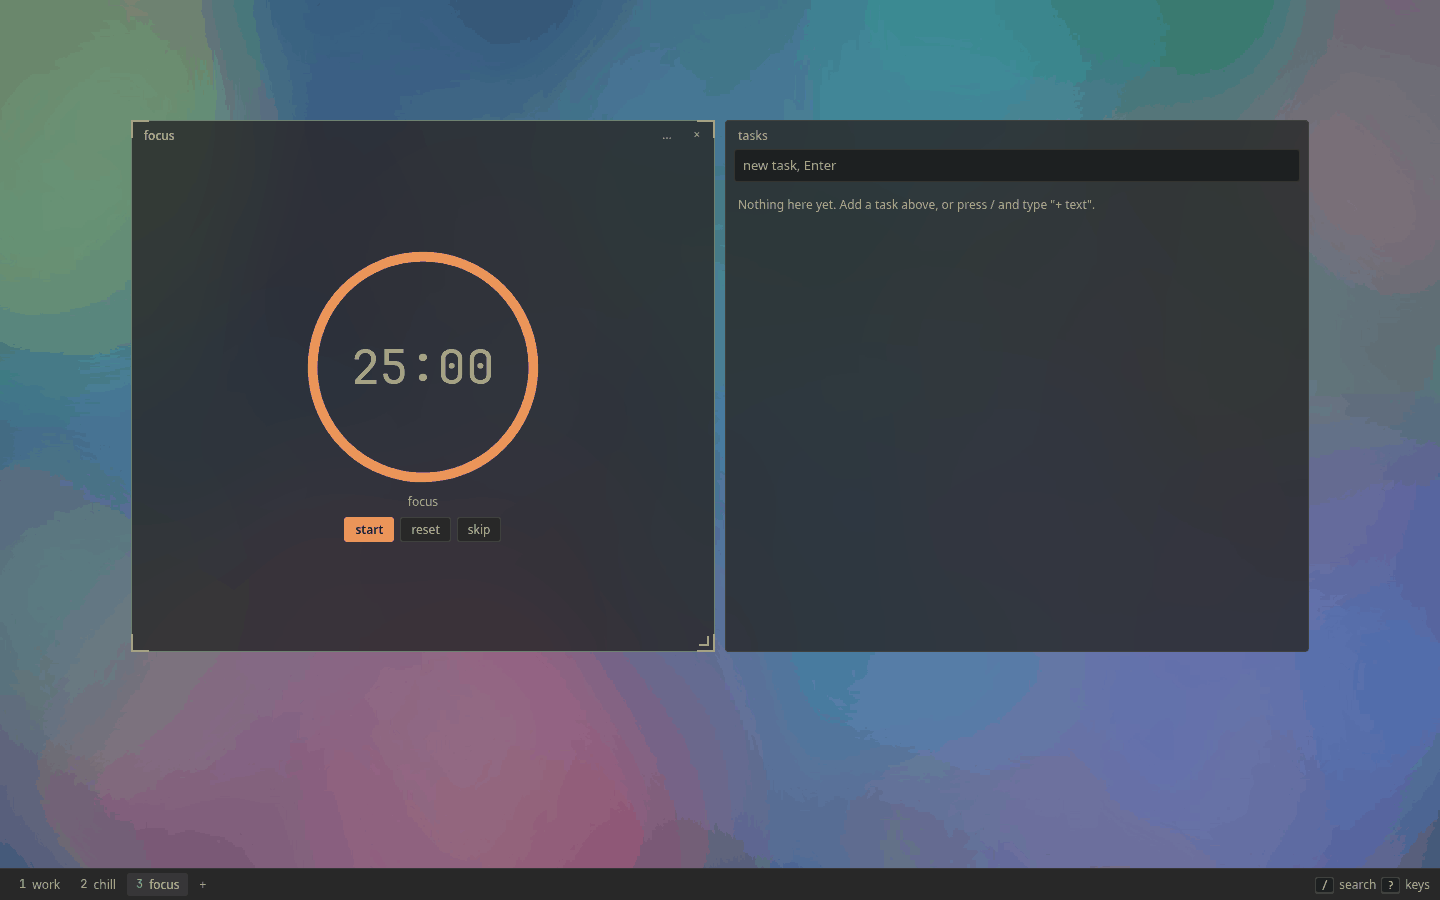 focus
... ×
25:00
focus
start reset skip
tasks
new task, Enter
Nothing here yet. Add a task above, or press / and type "+ text".
1 work 2 chill 3 focus +
/ search ? keys